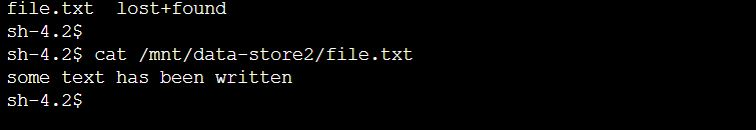 file.txt  lost+found
sh-4.2$
sh-4.2$ cat /mnt/data-store2/file.txt
some text has been written
sh-4.2$